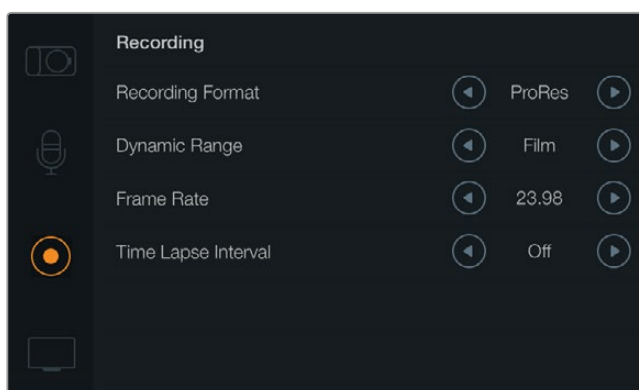 Recording
Recording Format ProRes
Dynamic Range Film
Frame Rate 23.98
Time Lapse Interval Off